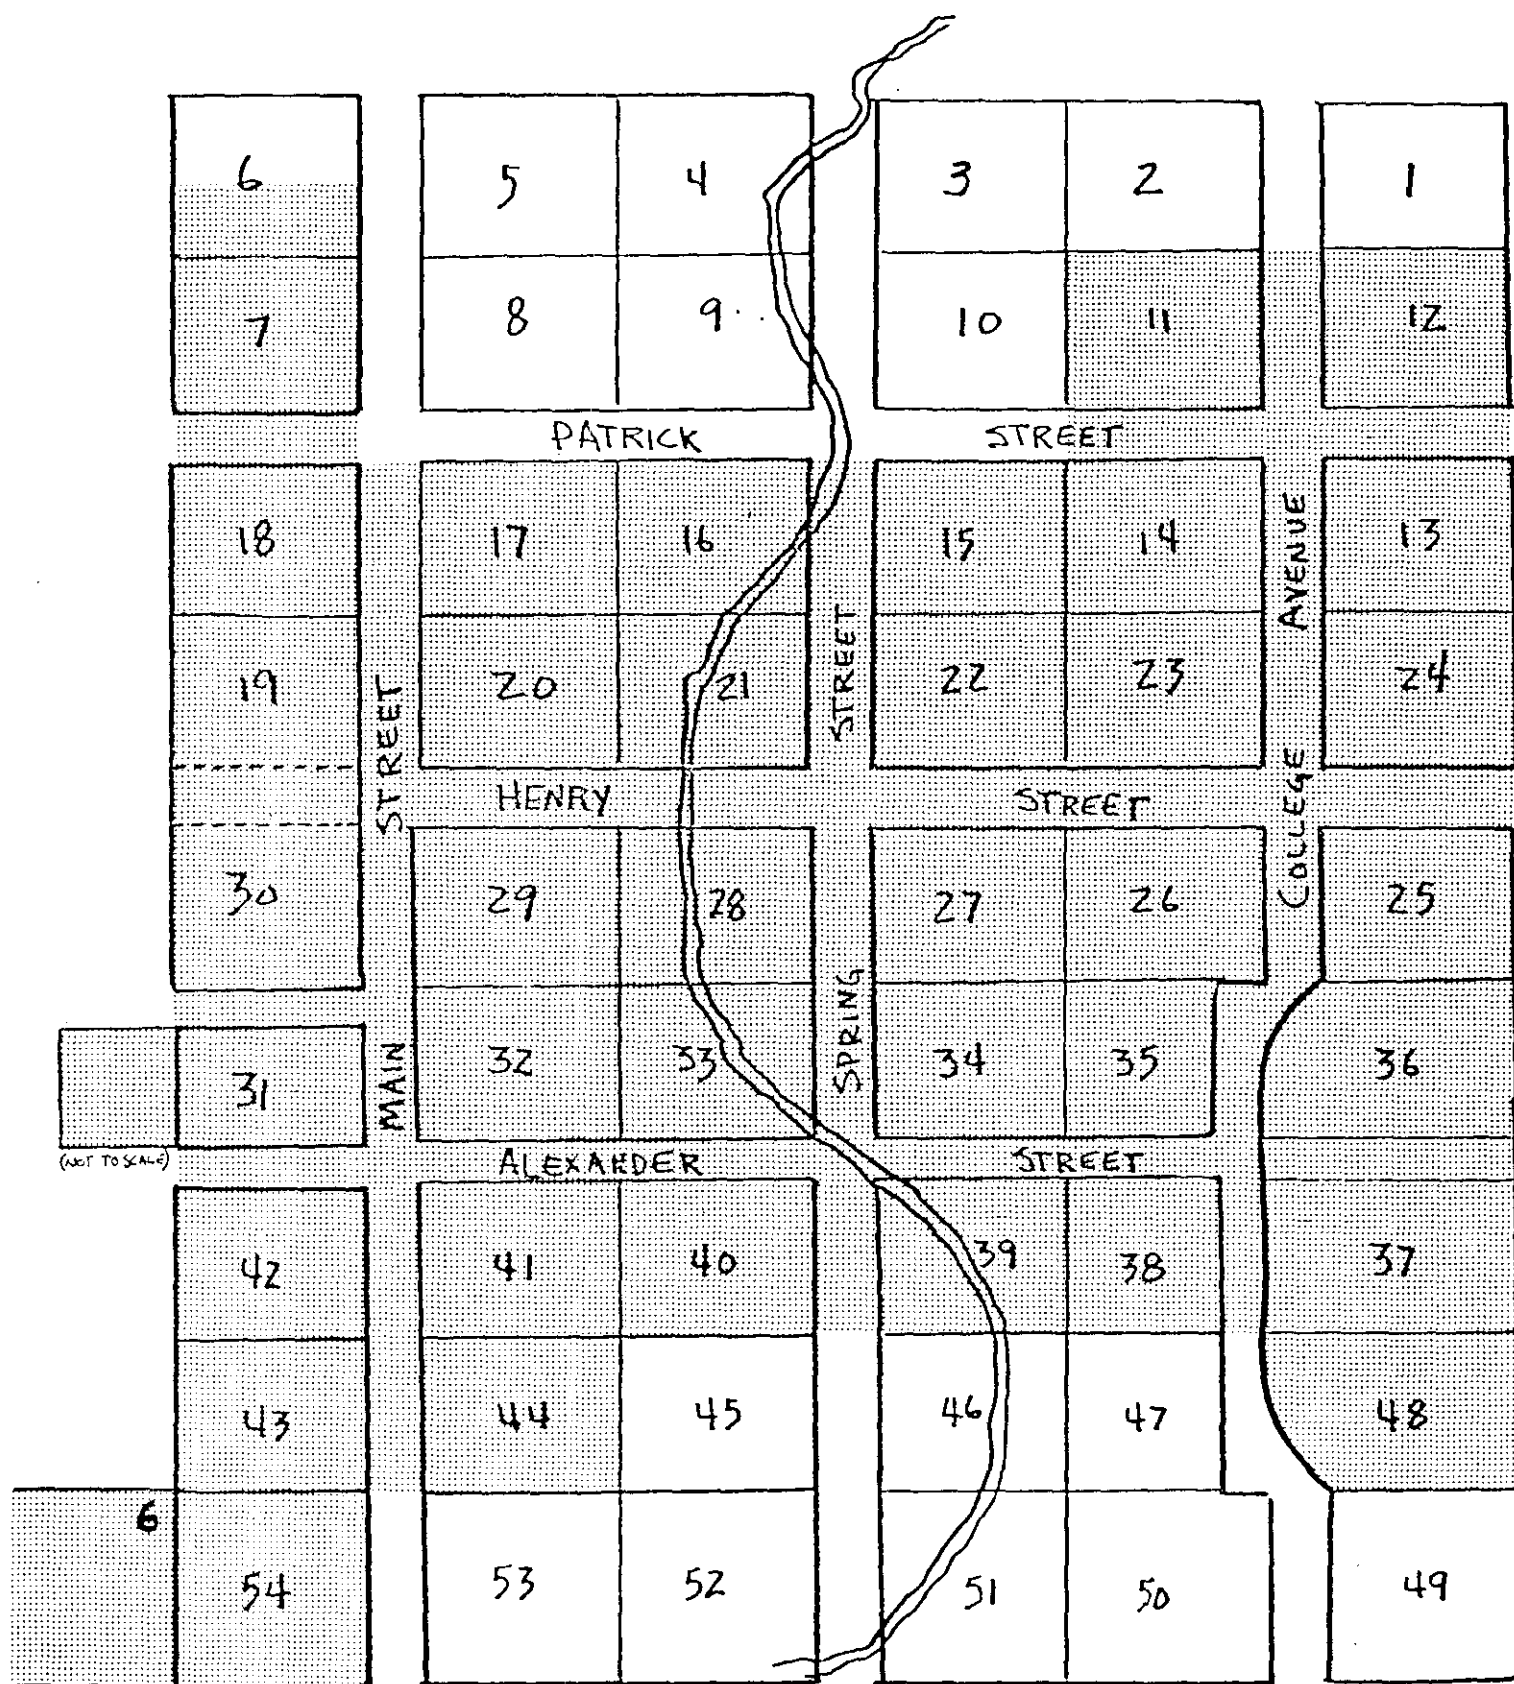 6 5 4 3 2 1
7 8 9 10 11 12
PATRICK STREET
18 17 16 15 14 13
19 20 21 22 23 24
STREET
STREET
COLLEGE AVENUE
HENRY STREET
30 29 28 27 26 25
31 32 33 34 35 36
MAIN
SPRING
(NOT TO SCALE)
ALEXANDER STREET
42 41 40 39 38 37
43 44 45 46 47 48
6
54 53 52 51 50 49